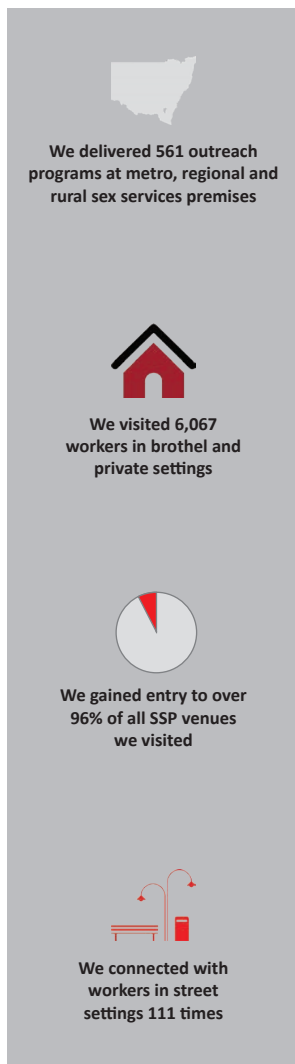 We delivered 561 outreach
programs at metro, regional and
rural sex services premises
We visited 6,067
workers in brothel and
private settings
We gained entry to over
96% of all SSP venues
we visited
We connected with
workers in street
settings 111 times